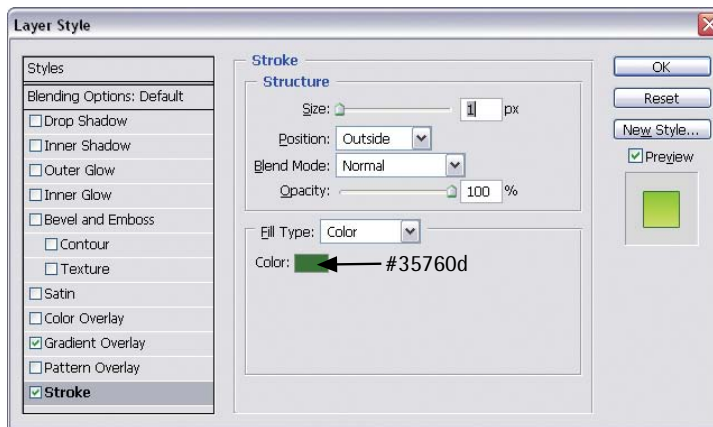 Layer Style
Styles
Blending Options: Default
Drop Shadow
Inner Shadow
Outer Glow
Inner Glow
Bevel and Emboss
Contour
Texture
Satin
Color Overlay
Gradient Overlay
Pattern Overlay
Stroke
Stroke
Structure
Size: 1 px
Position: Outside
Blend Mode: Normal
Opacity: 100 %
Fill Type: Color
Color: #35760d
OK
Reset
New Style...
Preview